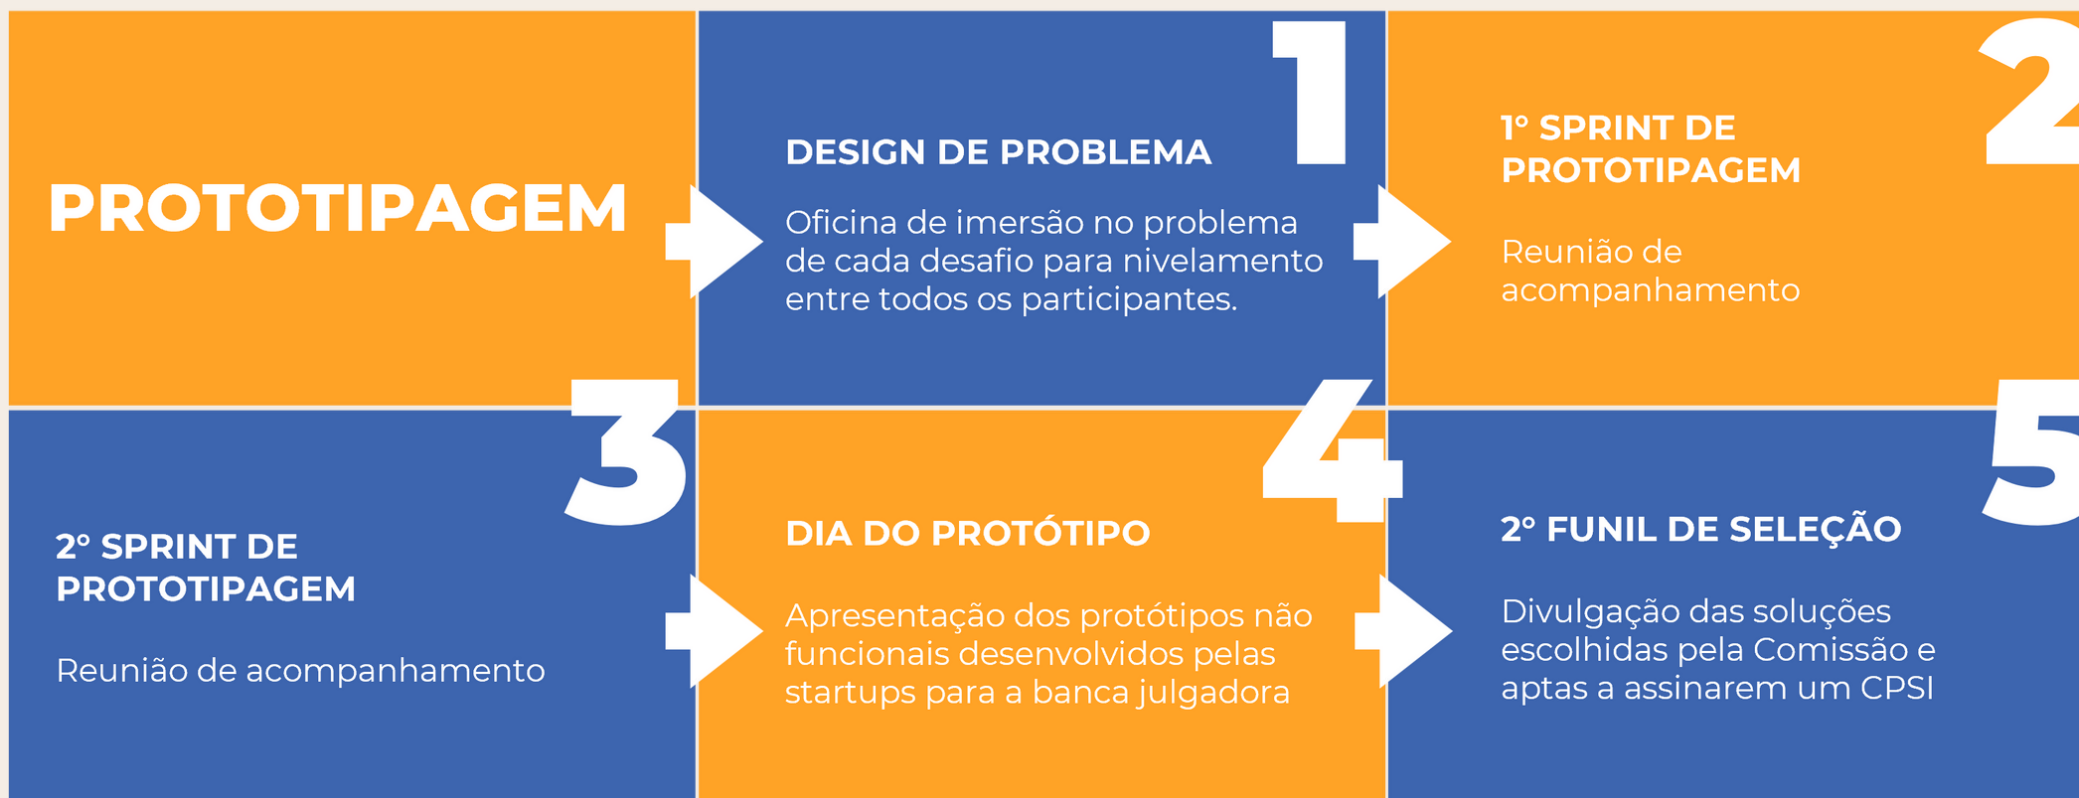 PROTOTIPAGEM
1
DESIGN DE PROBLEMA
Oficina de imersão no problema
de cada desafio para nivelamento
entre todos os participantes.
2
1º SPRINT DE
PROTOTIPAGEM
Reunião de
acompanhamento
3
2º SPRINT DE
PROTOTIPAGEM
Reunião de acompanhamento
4
DIA DO PROTÓTIPO
Apresentação dos protótipos não
funcionais desenvolvidos pelas
startups para a banca julgadora
5
2º FUNIL DE SELEÇÃO
Divulgação das soluções
escolhidas pela Comissão e
aptas a assinarem um CPSI